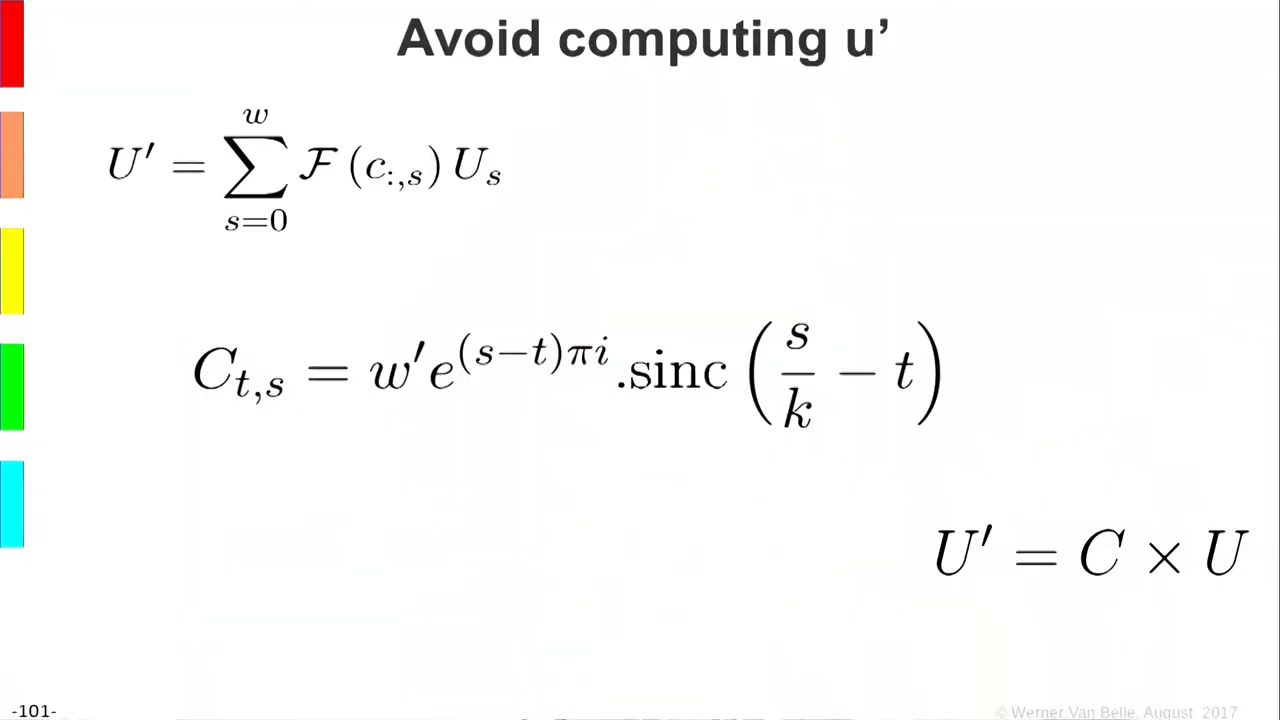 Avoid computing u’
$U' = \sum_{s=0}^{w} \mathcal{F}(c_{:,s}) U_s$
$C_{t,s} = w' e^{(s-t)\pi i} . \mathrm{sinc}\left(\frac{s}{k} - t\right)$
$U' = C \times U$
-101-
© Werner Van Belle, August 2017